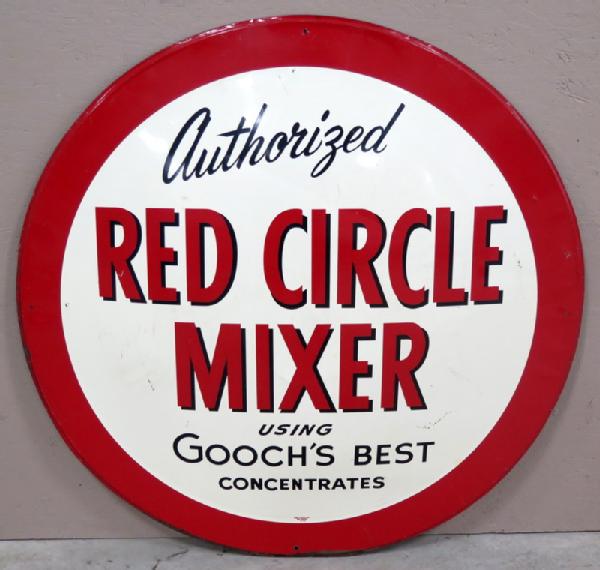 Authorized
RED CIRCLE
MIXER
USING
GOOCH'S BEST
CONCENTRATES